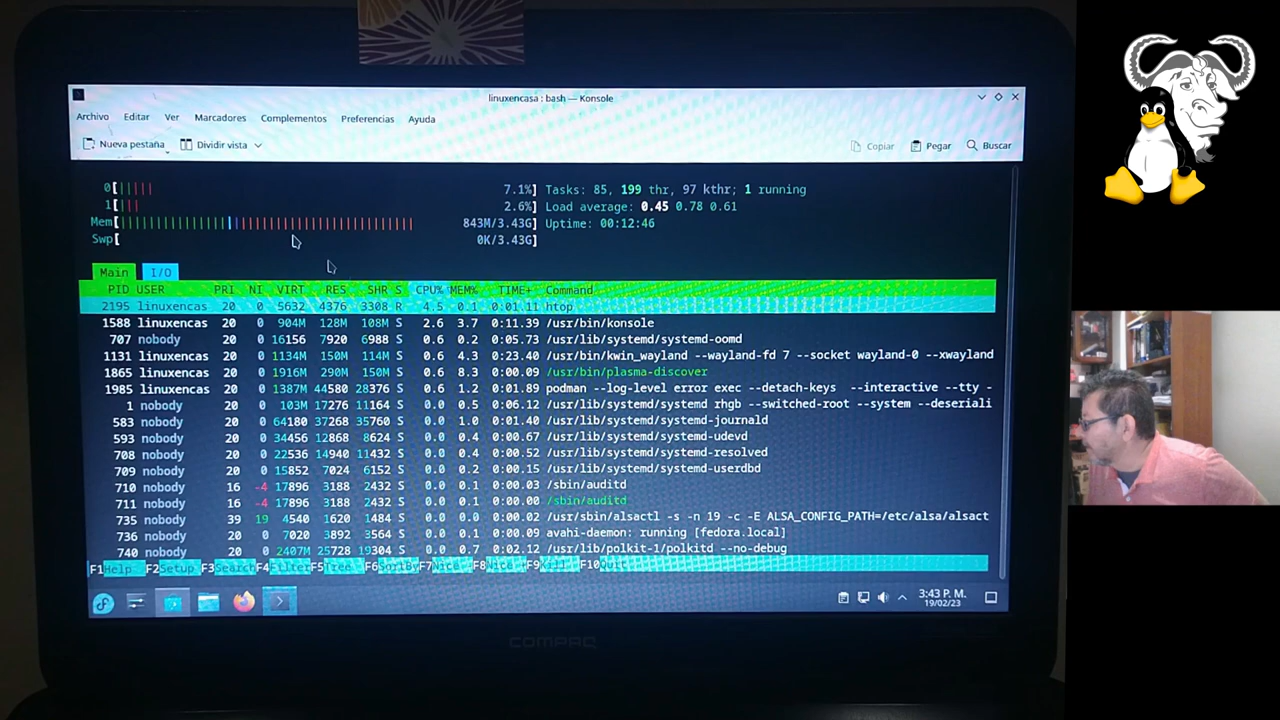 linuxencasa : bash — Konsole
Archivo Editar Ver Marcadores Complementos Preferencias Ayuda
Nueva pestaña Dividir vista Copiar Pegar Buscar
0[ 7.1%] Tasks: 85, 199 thr, 97 kthr; 1 running
1[ 2.6%] Load average: 0.45 0.78 0.61
Mem[ 843M/3.43G] Uptime: 00:12:46
Swp[ 0K/3.43G]
Main I/O
PID USER PRI NI VIRT RES SHR S CPU% MEM% TIME+ Command
2195 linuxencas 20 0 5632 4376 3308 R 4.5 0.1 0:01.11 htop
1588 linuxencas 20 0 904M 128M 108M S 2.6 3.7 0:11.39 /usr/bin/konsole
707 nobody 20 0 16156 7920 6988 S 0.6 0.2 0:05.73 /usr/lib/systemd/systemd-oomd
1131 linuxencas 20 0 1134M 150M 114M S 0.6 4.3 0:23.40 /usr/bin/kwin_wayland --wayland-fd 7 --socket wayland-0 --xwayland
1865 linuxencas 20 0 1916M 290M 150M S 0.6 8.3 0:00.09 /usr/bin/plasma-discover
1985 linuxencas 20 0 1387M 44580 28376 S 0.6 1.2 0:01.89 podman --log-level error exec --detach-keys --interactive --tty -
1 nobody 20 0 103M 17276 11164 S 0.0 0.5 0:06.12 /usr/lib/systemd/systemd rhgb --switched-root --system --deseriali
583 nobody 20 0 64180 37268 35760 S 0.0 1.0 0:01.40 /usr/lib/systemd/systemd-journald
593 nobody 20 0 34456 12868 8624 S 0.0 0.4 0:00.67 /usr/lib/systemd/systemd-udevd
708 nobody 20 0 22536 14940 11432 S 0.0 0.4 0:00.52 /usr/lib/systemd/systemd-resolved
709 nobody 20 0 15852 7024 6152 S 0.0 0.2 0:00.15 /usr/lib/systemd/systemd-userdbd
710 nobody 16 -4 17896 3188 2432 S 0.0 0.1 0:00.03 /sbin/auditd
711 nobody 16 -4 17896 3188 2432 S 0.0 0.1 0:00.00 /sbin/auditd
735 nobody 39 19 4540 1620 1484 S 0.0 0.0 0:00.02 /usr/sbin/alsactl -s -n 19 -c -E ALSA_CONFIG_PATH=/etc/alsa/alsact
736 nobody 20 0 7020 3892 3564 S 0.0 0.1 0:00.09 avahi-daemon: running [fedora.local]
740 nobody 20 0 2407M 25728 19304 S 0.0 0.7 0:02.12 /usr/lib/polkit-1/polkitd --no-debug
F1Help F2Setup F3Search F4Filter F5Tree F6SortBy F7Nice - F8Nice + F9Kill F10Quit
3:43 P. M.
19/02/23
COMPAQ